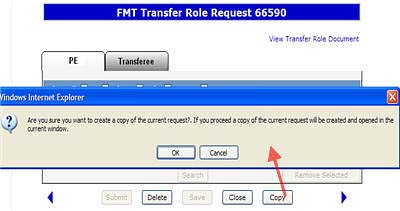 FMT Transfer Role Request 66590
View Transfer Role Document
PE Transferee
Windows Internet Explorer
Are you sure you want to create a copy of the current request?. If you proceed a copy of the current request will be created and opened in
the current window.
OK Cancel
Search Remove Selected
Submit Delete Save Close Copy